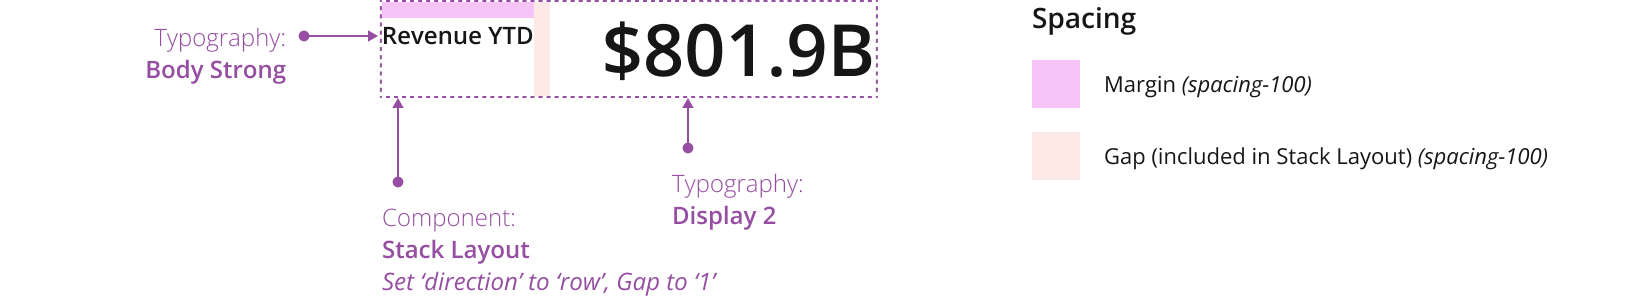 Typography:
Body Strong
Revenue YTD
$801.9B
Component:
Stack Layout
Set ‘direction’ to ‘row’, Gap to ‘1’
Typography:
Display 2
Spacing
Margin (spacing-100)
Gap (included in Stack Layout) (spacing-100)